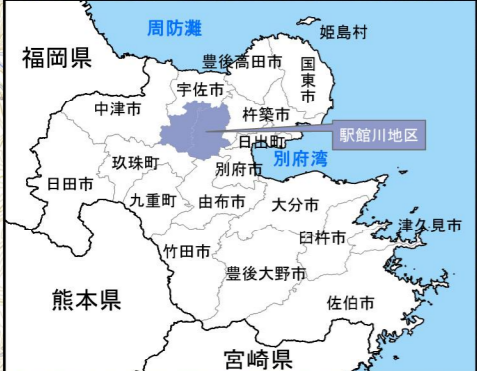 周防灘
姫島村
福岡県
豊後高田市
国東市
宇佐市
中津市
杵築市
駅館川地区
日出町
別府湾
玖珠町
別府市
日田市
九重町
由布市
大分市
津久見市
臼杵市
竹田市
豊後大野市
熊本県
佐伯市
宮崎県